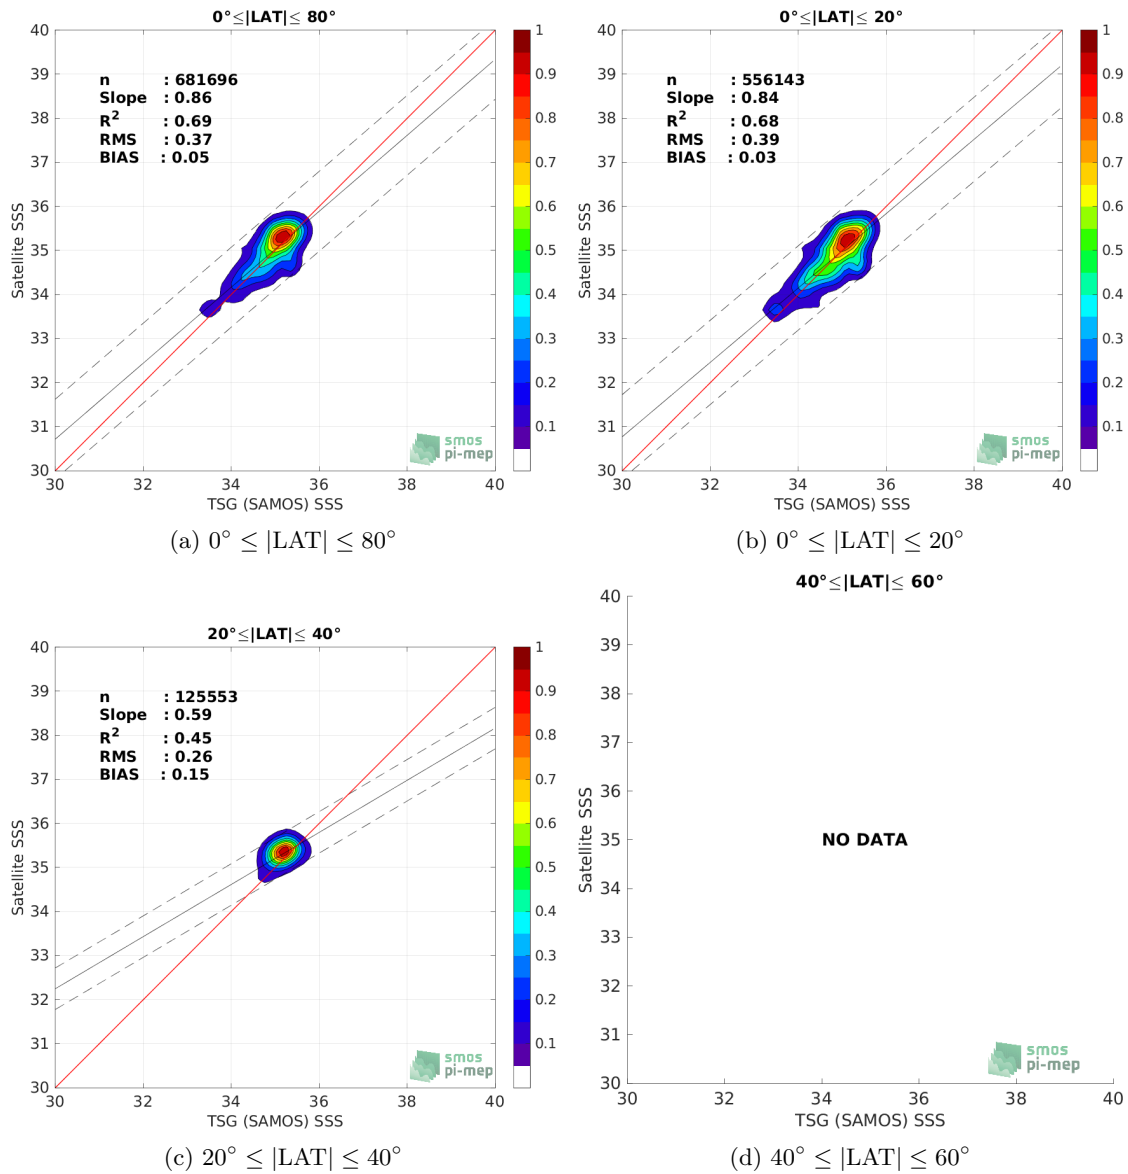 0°≤|LAT|≤ 80°
40
39
38
37
36
35
34
33
32
31
30
Satellite SSS
n : 681696
Slope : 0.86
R2 : 0.69
RMS : 0.37
BIAS : 0.05
smos
pi-mep
30 32 34 36 38 40
TSG (SAMOS) SSS
1
0.9
0.8
0.7
0.6
0.5
0.4
0.3
0.2
0.1
(a) 0° ≤ |LAT| ≤ 80°
0°≤|LAT|≤ 20°
40
39
38
37
36
35
34
33
32
31
30
Satellite SSS
n : 556143
Slope : 0.84
R2 : 0.68
RMS : 0.39
BIAS : 0.03
smos
pi-mep
30 32 34 36 38 40
TSG (SAMOS) SSS
1
0.9
0.8
0.7
0.6
0.5
0.4
0.3
0.2
0.1
(b) 0° ≤ |LAT| ≤ 20°
20°≤|LAT|≤ 40°
40
39
38
37
36
35
34
33
32
31
30
Satellite SSS
n : 125553
Slope : 0.59
R2 : 0.45
RMS : 0.26
BIAS : 0.15
smos
pi-mep
30 32 34 36 38 40
TSG (SAMOS) SSS
1
0.9
0.8
0.7
0.6
0.5
0.4
0.3
0.2
0.1
(c) 20° ≤ |LAT| ≤ 40°
40°≤|LAT|≤ 60°
40
39
38
37
36
35
34
33
32
31
30
Satellite SSS
NO DATA
smos
pi-mep
30 32 34 36 38 40
TSG (SAMOS) SSS
(d) 40° ≤ |LAT| ≤ 60°